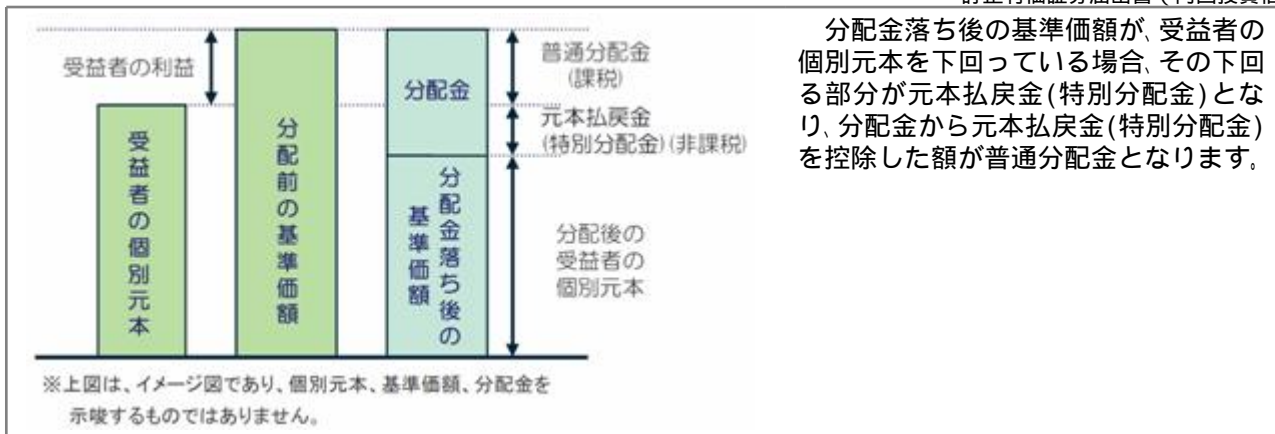 受益者の利益
受益者の個別元本
分配前の基準価額
分配金
分配金落ち後の
基準価額
普通分配金
(課税)
元本払戻金
(特別分配金)(非課税)
分配後の
受益者の
個別元本
※上図は、イメージ図であり、個別元本、基準価額、分配金を
示唆するものではありません。
分配金落ち後の基準価額が、受益者の
個別元本を下回っている場合、その下回
る部分が元本払戻金(特別分配金)とな
り、分配金から元本払戻金(特別分配金)
を控除した額が普通分配金となります。